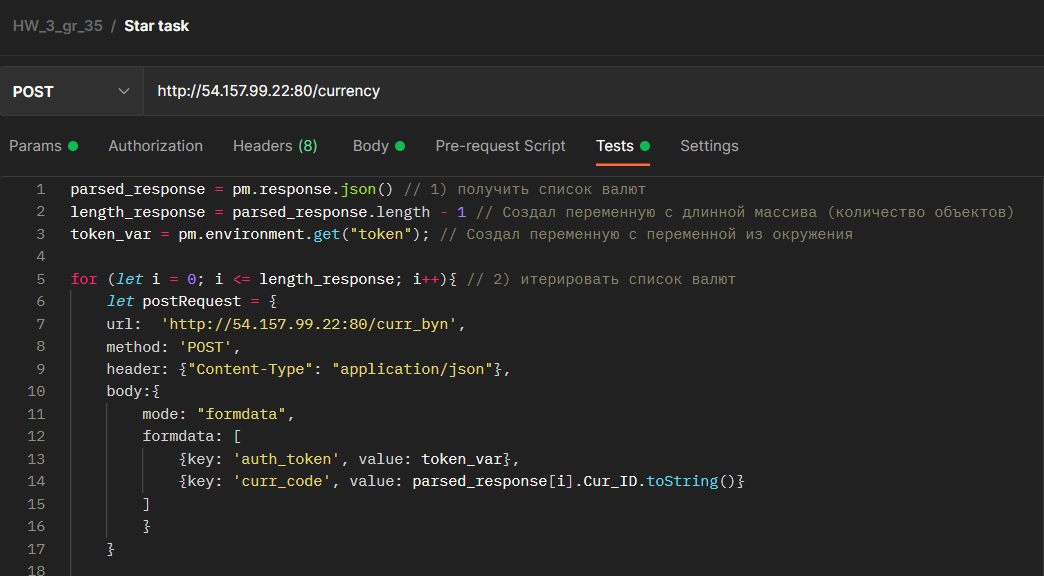 HW_3_gr_35 / Star task
POST http://54.157.99.22:80/currency
Params Authorization Headers (8) Body Pre-request Script Tests Settings
1 parsed_response = pm.response.json() // 1) получить список валют
2 length_response = parsed_response.length - 1 // Создал переменную с длинной массива (количество объектов)
3 token_var = pm.environment.get("token"); // Создал переменную с переменной из окружения
4
5 for (let i = 0; i <= length_response; i++){ // 2) итерировать список валют
6 let postRequest = {
7 url:  'http://54.157.99.22:80/curr_byn',
8 method: 'POST',
9 header: {"Content-Type": "application/json"},
10 body:{
11 mode: "formdata",
12 formdata: [
13 {key: 'auth_token', value: token_var},
14 {key: 'curr_code', value: parsed_response[i].Cur_ID.toString()}
15 ]
16 }
17 }
18